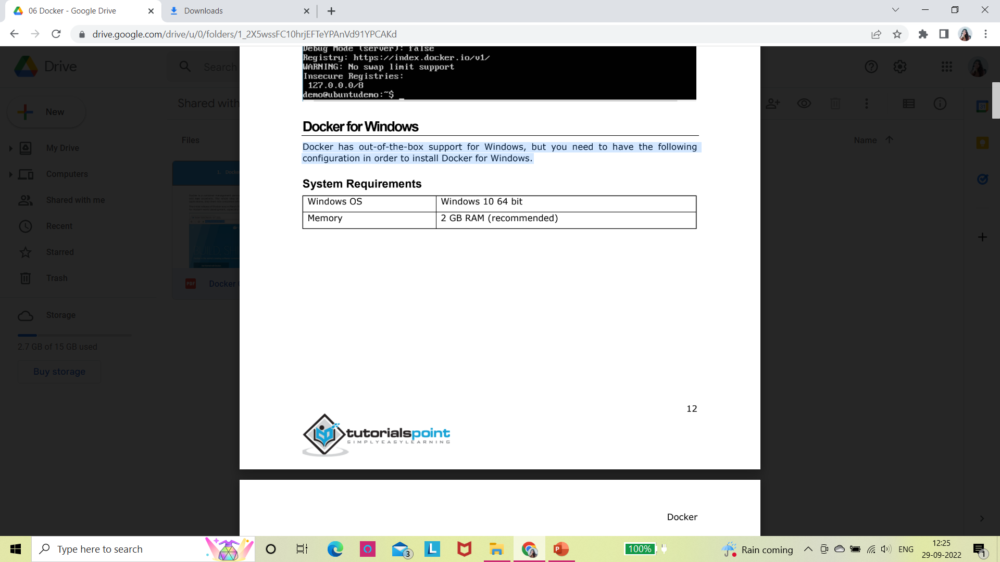 06 Docker - Google Drive
Downloads
drive.google.com/drive/u/0/folders/1_2X5wssFC10hrjEFTeYPAnVd91YPCAKd
Drive
Search
New
My Drive
Computers
Shared with me
Recent
Starred
Trash
Storage
2.7 GB of 15 GB used
Buy storage
Shared with
Files
1. Docke
PDF
Docker
Name
31
Debug Mode (server): false
Registry: https://index.docker.io/v1/
WARNING: No swap limit support
Insecure Registries:
127.0.0.0/8
demo@ubuntudemo:~$ _
Docker for Windows
Docker has out-of-the-box support for Windows, but you need to have the following
configuration in order to install Docker for Windows.
System Requirements
Windows OS Windows 10 64 bit
Memory 2 GB RAM (recommended)
12
tutorialspoint
SIMPLYEASYLEARNING
Docker
Type here to search
3
L
P
100%
Rain coming
ENG
12:25
29-09-2022
1